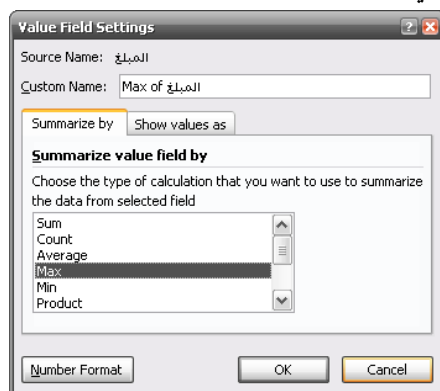 Value Field Settings
Source Name: المبلغ
Custom Name: Max of المبلغ
Summarize by
Show values as
Summarize value field by
Choose the type of calculation that you want to use to summarize
the data from selected field
Sum
Count
Average
Max
Min
Product
Number Format
OK
Cancel